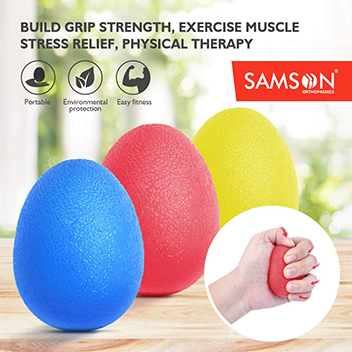 BUILD GRIP STRENGTH, EXERCISE MUSCLE
STRESS RELIEF, PHYSICAL THERAPY
SAMSON
ORTHOPAEDICS
Portable
Environmental
protection
Easy fitness